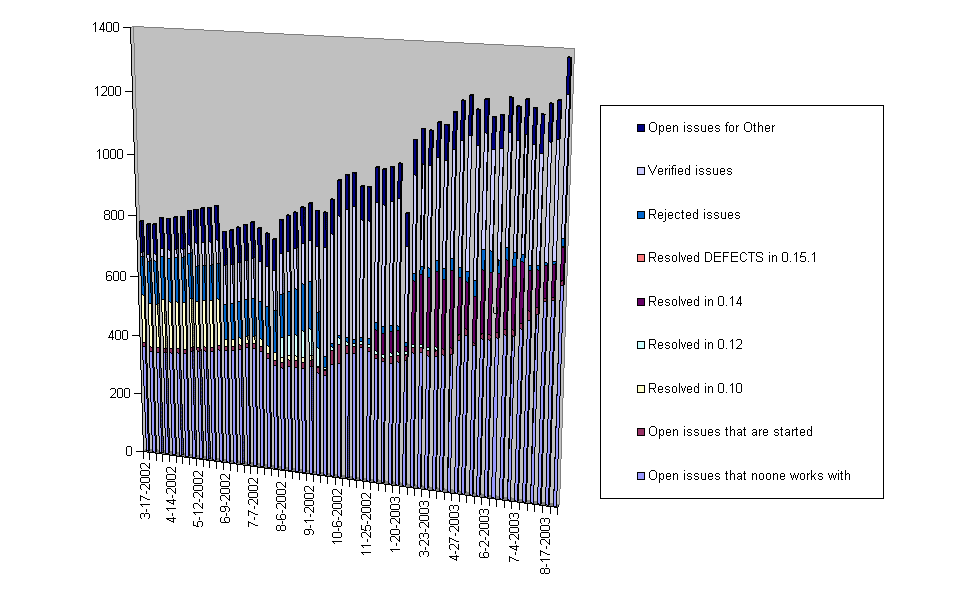 1400
1200
1000
800
600
400
200
0
3-17-2002
4-14-2002
5-12-2002
6-9-2002
7-7-2002
8-6-2002
9-1-2002
10-6-2002
11-25-2002
1-20-2003
3-23-2003
4-27-2003
6-2-2003
7-4-2003
8-17-2003
Open issues for Other
Verified issues
Rejected issues
Resolved DEFECTS in 0.15.1
Resolved in 0.14
Resolved in 0.12
Resolved in 0.10
Open issues that are started
Open issues that noone works with